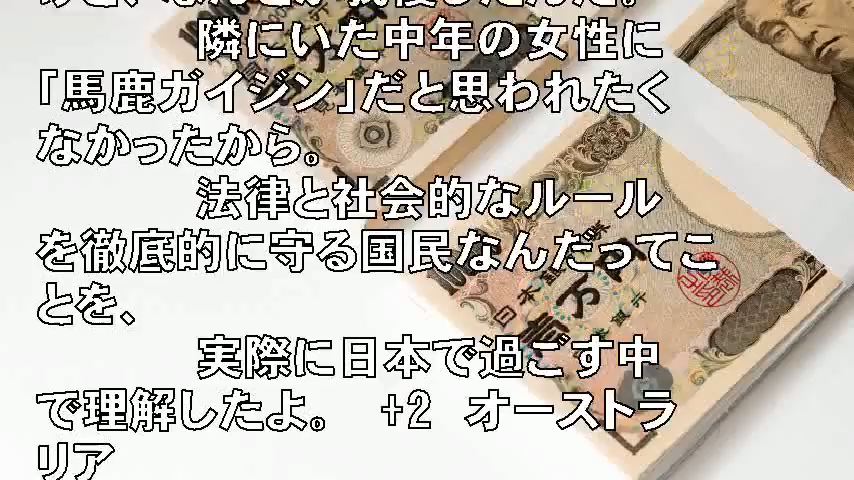 隣にいた中年の女性に
「馬鹿ガイジン」だと思われたく
なかったから。
法律と社会的なルール
を徹底的に守る国民なんだってこ
とを、
実際に日本で過ごす中
で理解したよ。 +2 オーストラ
リア
壱万円